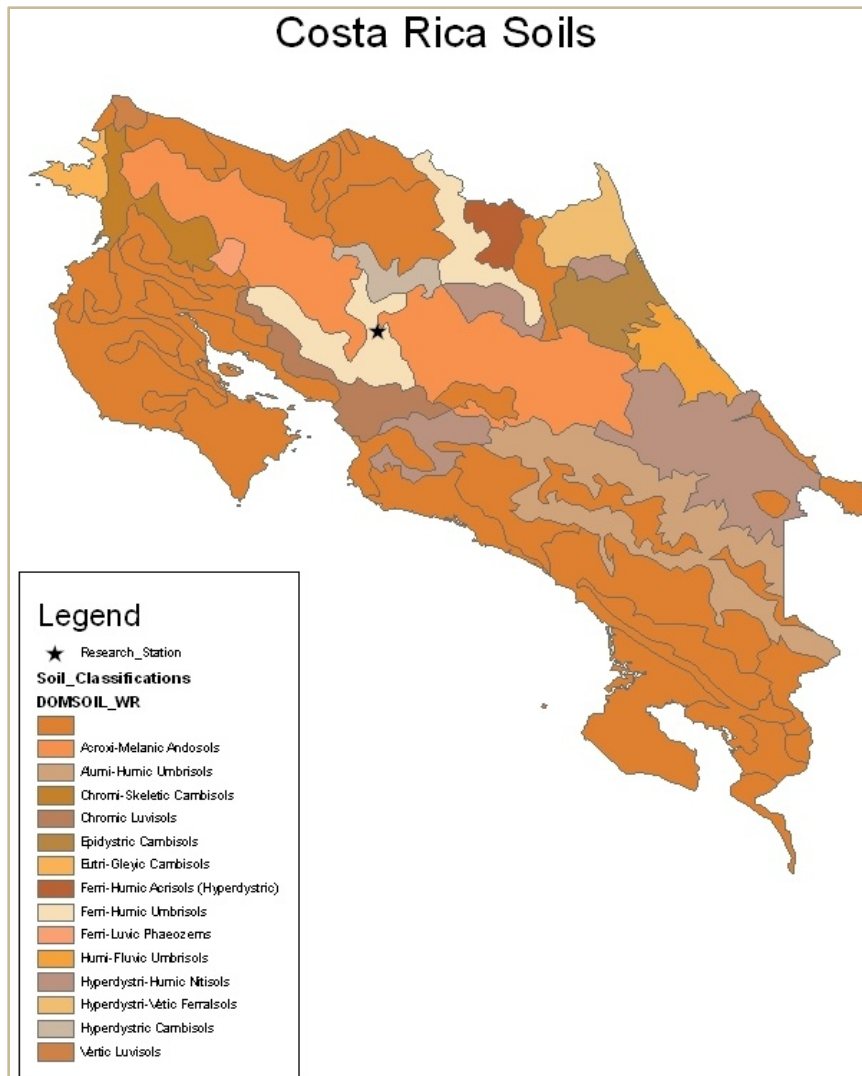 Costa Rica Soils
Legend
Research_Station
Soil_Classifications
DOMSOIL_WR
Acroxi-Melanic Andosols
Alumi-Humic Umbrisols
Chromi-Skeletic Cambisols
Chromic Luvisols
Epidystric Cambisols
Eutri-Gleyic Cambisols
Ferri-Humic Acrisols (Hyperdystric)
Ferri-Humic Umbrisols
Ferri-Luvic Phaeozems
Humi-Fluvic Umbrisols
Hyperdystri-Humic Nitisols
Hyperdystri-Vetic Ferralsols
Hyperdystric Cambisols
Vertic Luvisols